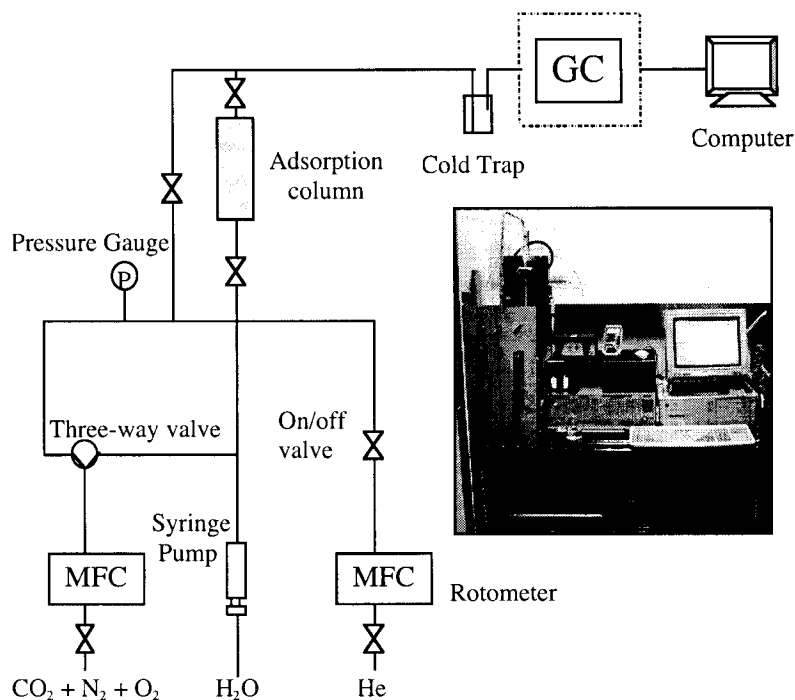 GC
Computer
Cold Trap
Adsorption
column
Pressure Gauge
P
Three-way valve
On/off
valve
Syringe
Pump
MFC
MFC
Rotometer
CO₂ + N₂ + O₂
H₂O
He